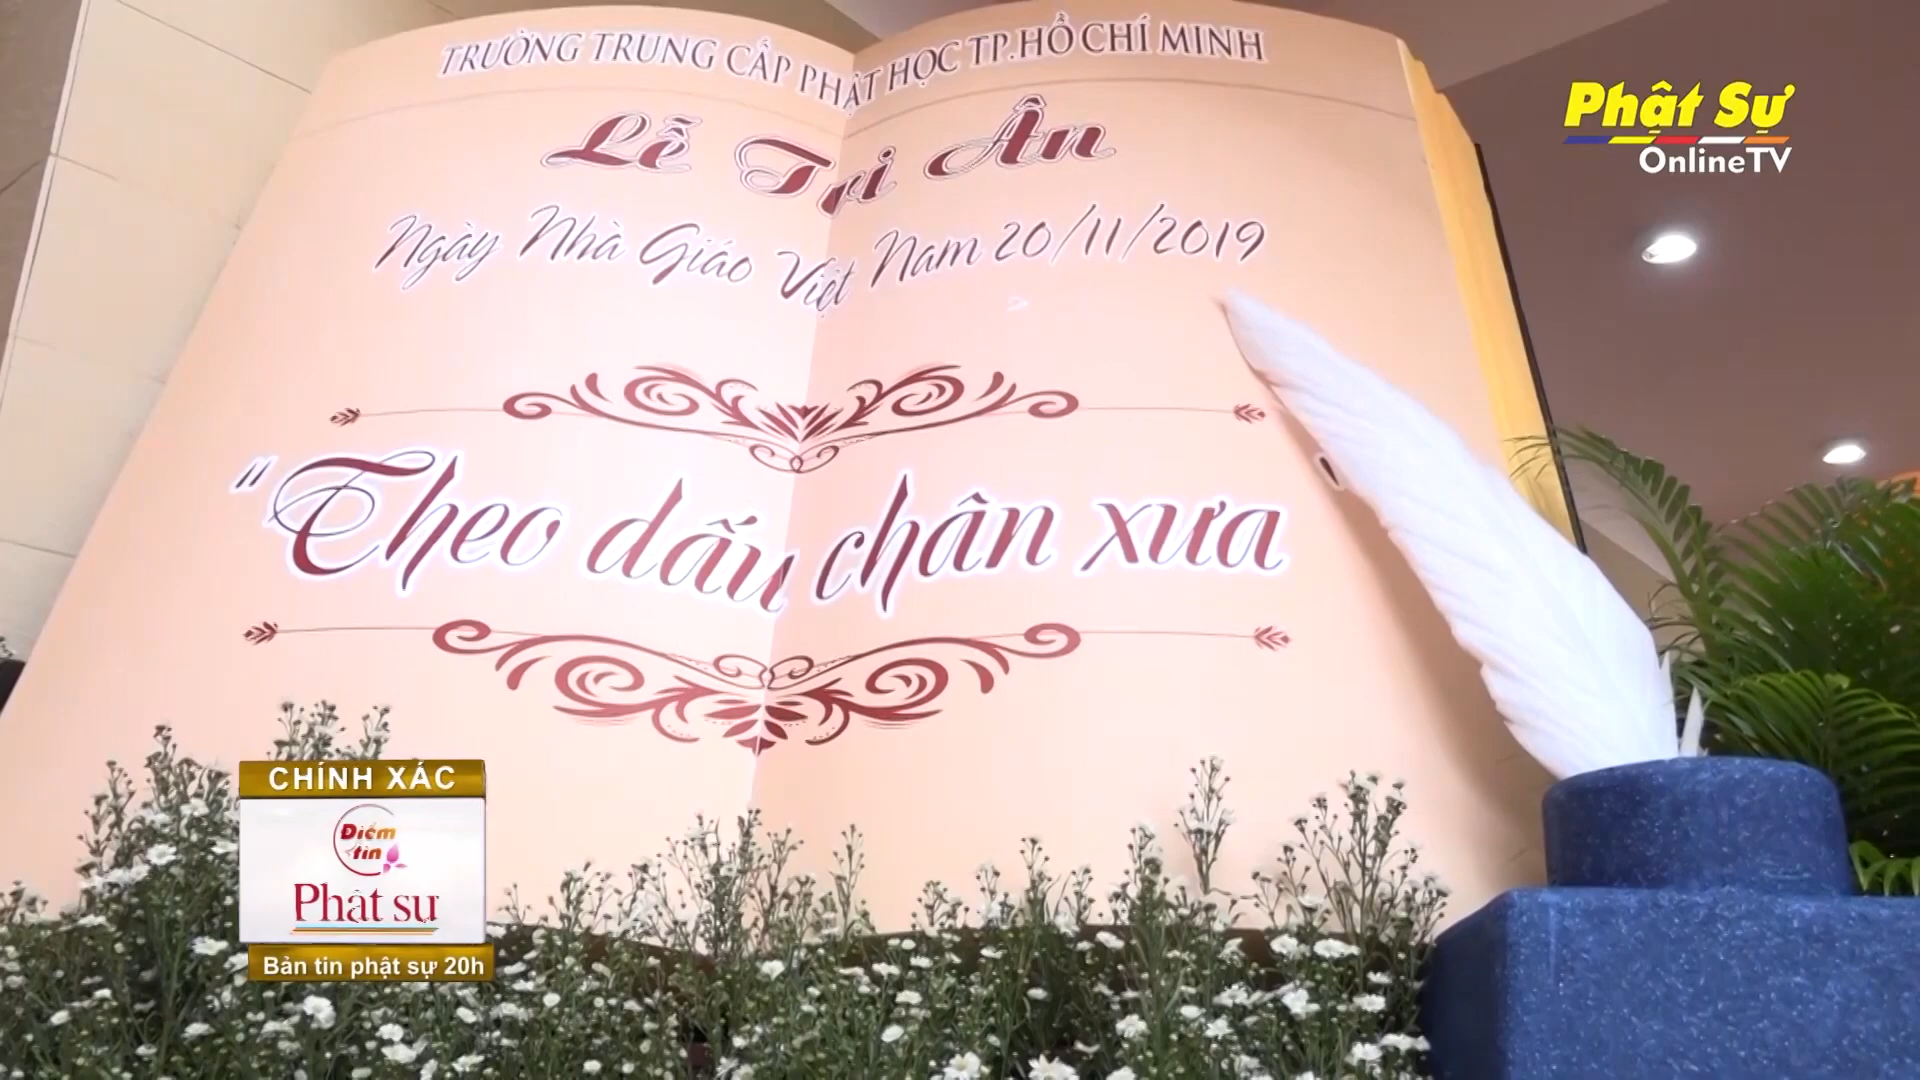 TRƯỜNG TRUNG CẤP PHẬT HỌC TP.HỒ CHÍ MINH
Lễ Tri Ân
Ngày Nhà Giáo Việt Nam 20/11/2019
“Theo dấu chân xưa
Phật Sự
OnlineTV
CHÍNH XÁC
Điểm
tin
Phật sự
Bản tin phật sự 20h